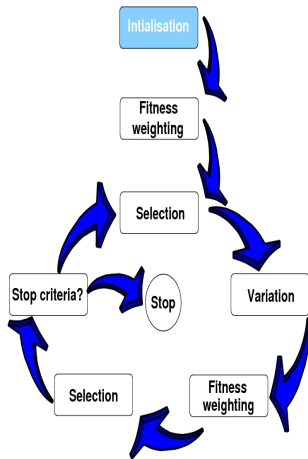 Intialisation
Fitness
weighting
Selection
Stop criteria?
Stop
Variation
Selection
Fitness
weighting